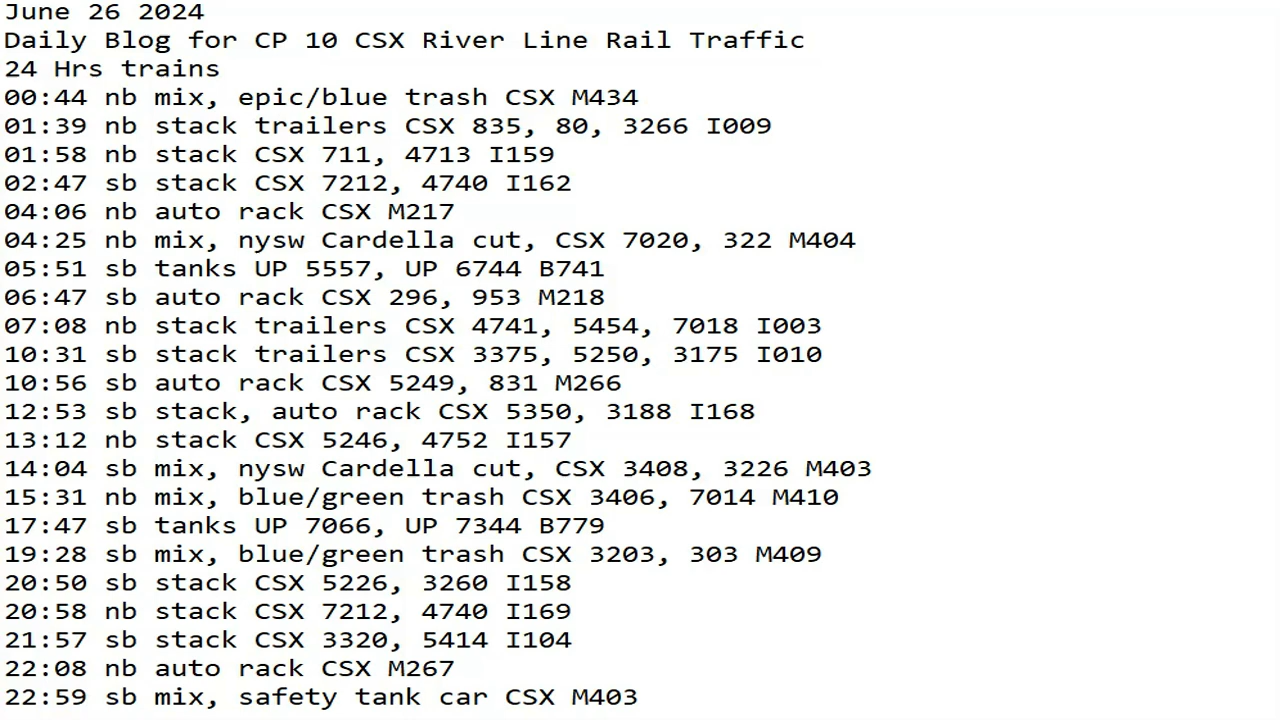 June 26 2024
Daily Blog for CP 10 CSX River Line Rail Traffic
24 Hrs trains
00:44 nb mix, epic/blue trash CSX M434
01:39 nb stack trailers CSX 835, 80, 3266 I009
01:58 nb stack CSX 711, 4713 I159
02:47 sb stack CSX 7212, 4740 I162
04:06 nb auto rack CSX M217
04:25 nb mix, nysw Cardella cut, CSX 7020, 322 M404
05:51 sb tanks UP 5557, UP 6744 B741
06:47 sb auto rack CSX 296, 953 M218
07:08 nb stack trailers CSX 4741, 5454, 7018 I003
10:31 sb stack trailers CSX 3375, 5250, 3175 I010
10:56 sb auto rack CSX 5249, 831 M266
12:53 sb stack, auto rack CSX 5350, 3188 I168
13:12 nb stack CSX 5246, 4752 I157
14:04 sb mix, nysw Cardella cut, CSX 3408, 3226 M403
15:31 nb mix, blue/green trash CSX 3406, 7014 M410
17:47 sb tanks UP 7066, UP 7344 B779
19:28 sb mix, blue/green trash CSX 3203, 303 M409
20:50 sb stack CSX 5226, 3260 I158
20:58 nb stack CSX 7212, 4740 I169
21:57 sb stack CSX 3320, 5414 I104
22:08 nb auto rack CSX M267
22:59 sb mix, safety tank car CSX M403